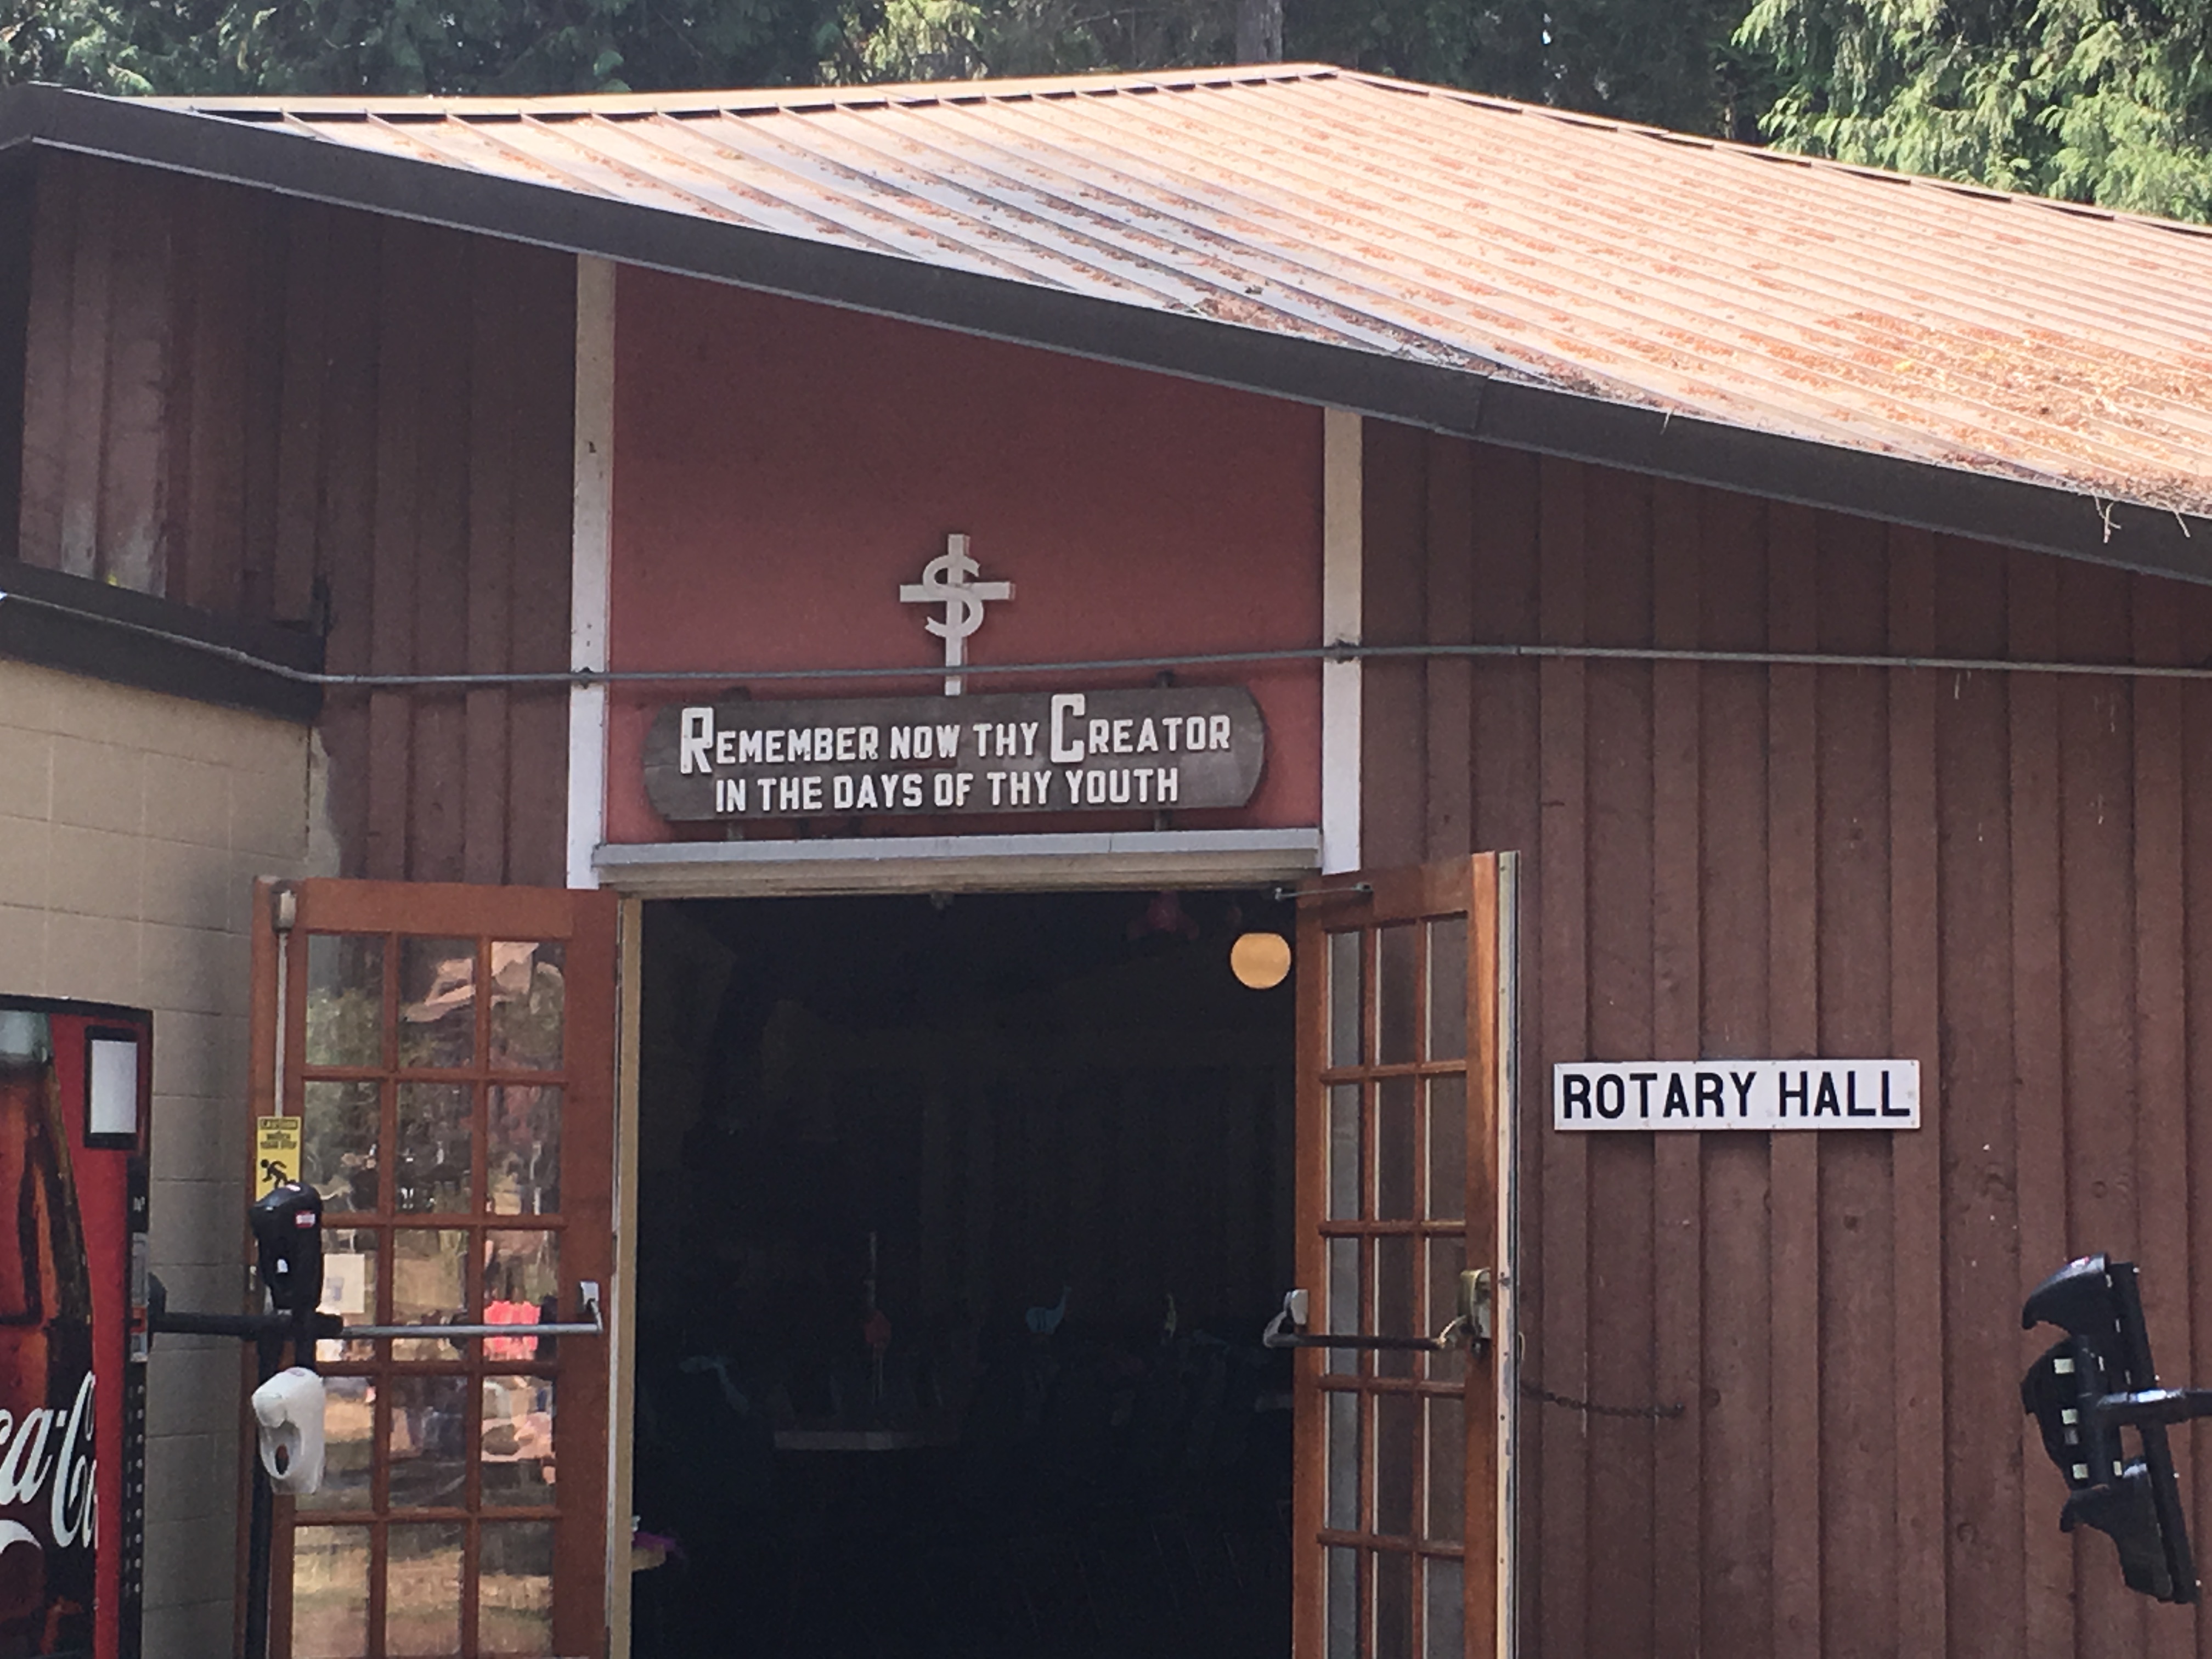 S
REMEMBER NOW THY CREATOR
IN THE DAYS OF THY YOUTH
ROTARY HALL